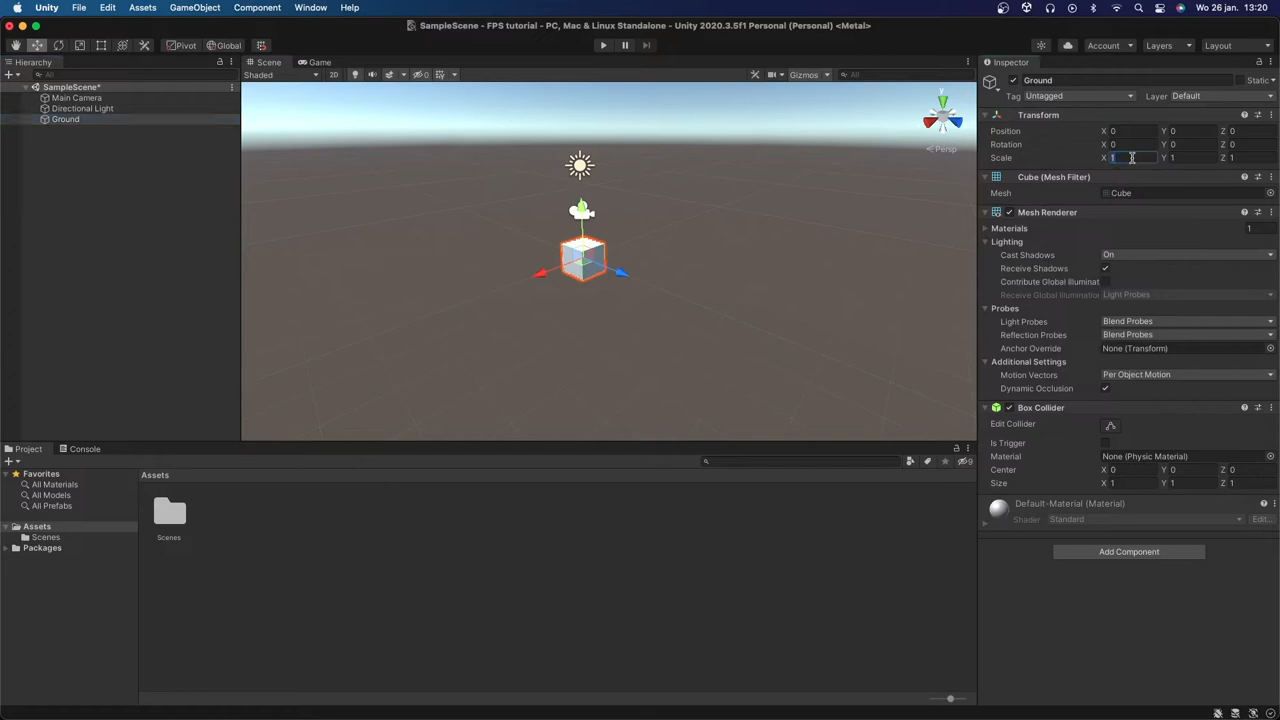 Unity File Edit Assets GameObject Component Window Help Wo 26 jan. 13:20
SampleScene - FPS tutorial - PC, Mac & Linux Standalone - Unity 2020.3.5f1 Personal (Personal) <Metal>
Pivot Global Account Layers Layout
Hierarchy
All
SampleScene*
Main Camera
Directional Light
Ground
Scene Game
Shaded 2D 0 Gizmos All
y
Persp
Inspector
Ground Static
Tag Untagged Layer Default
Transform
Position X 0 Y 0 Z 0
Rotation X 0 Y 0 Z 0
Scale X 1 Y 1 Z 1
Cube (Mesh Filter)
Mesh Cube
Mesh Renderer
Materials 1
Lighting
Cast Shadows On
Receive Shadows
Contribute Global Illuminat
Receive Global Illumination Light Probes
Probes
Light Probes Blend Probes
Reflection Probes Blend Probes
Anchor Override None (Transform)
Additional Settings
Motion Vectors Per Object Motion
Dynamic Occlusion
Box Collider
Edit Collider
Is Trigger
Material None (Physic Material)
Center X 0 Y 0 Z 0
Size X 1 Y 1 Z 1
Default-Material (Material)
Shader Standard Edit...
Add Component
Project Console
9
Favorites
All Materials
All Models
All Prefabs
Assets
Scenes
Packages
Assets
Scenes